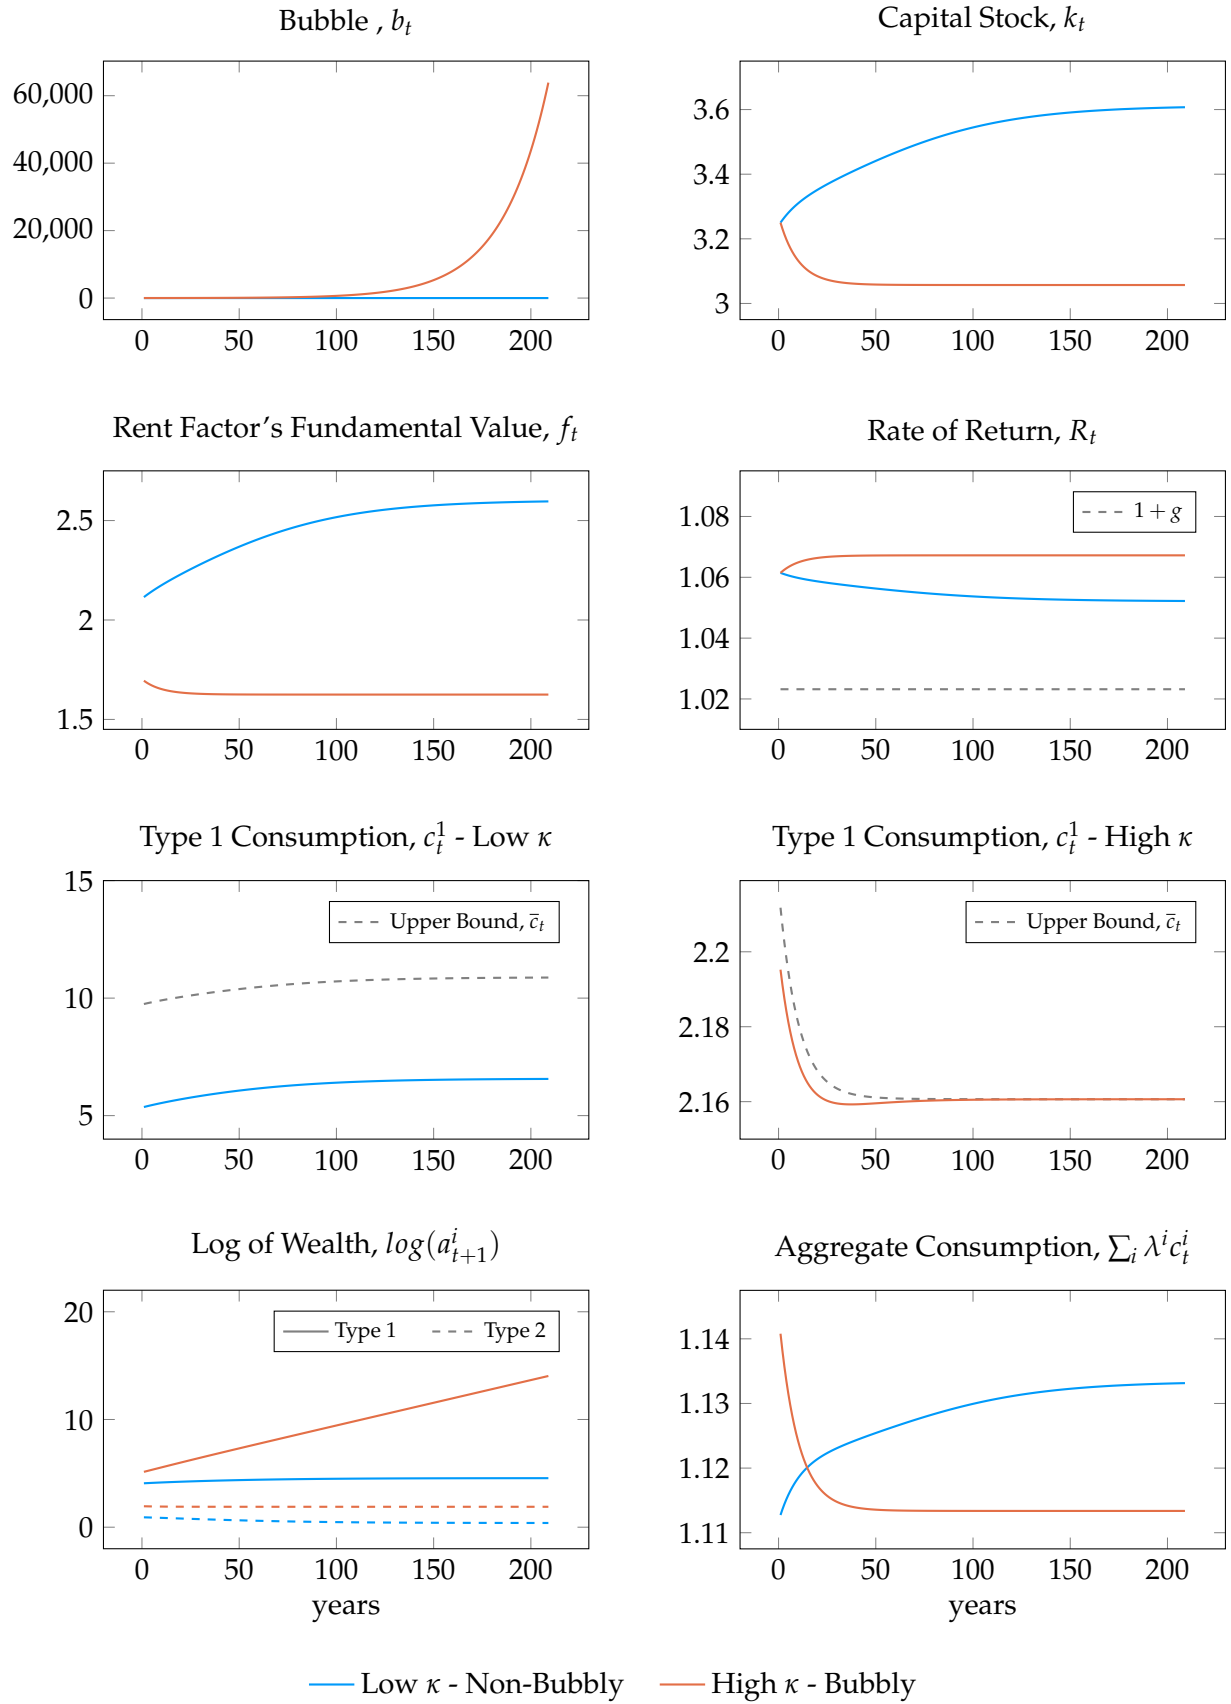 Bubble , b_t
60,000
40,000
20,000
0
0 50 100 150 200
Capital Stock, k_t
3.6
3.4
3.2
3
0 50 100 150 200
Rent Factor's Fundamental Value, f_t
2.5
2
1.5
0 50 100 150 200
Rate of Return, R_t
1 + g
1.08
1.06
1.04
1.02
0 50 100 150 200
Type 1 Consumption, c_t^1 - Low κ
Upper Bound, c̄_t
15
10
5
0 50 100 150 200
Type 1 Consumption, c_t^1 - High κ
Upper Bound, c̄_t
2.2
2.18
2.16
0 50 100 150 200
Log of Wealth, log(a_{t+1}^i)
Type 1 Type 2
20
10
0
0 50 100 150 200
years
Aggregate Consumption, ∑_i λ^i c_t^i
1.14
1.13
1.12
1.11
0 50 100 150 200
years
Low κ - Non-Bubbly High κ - Bubbly